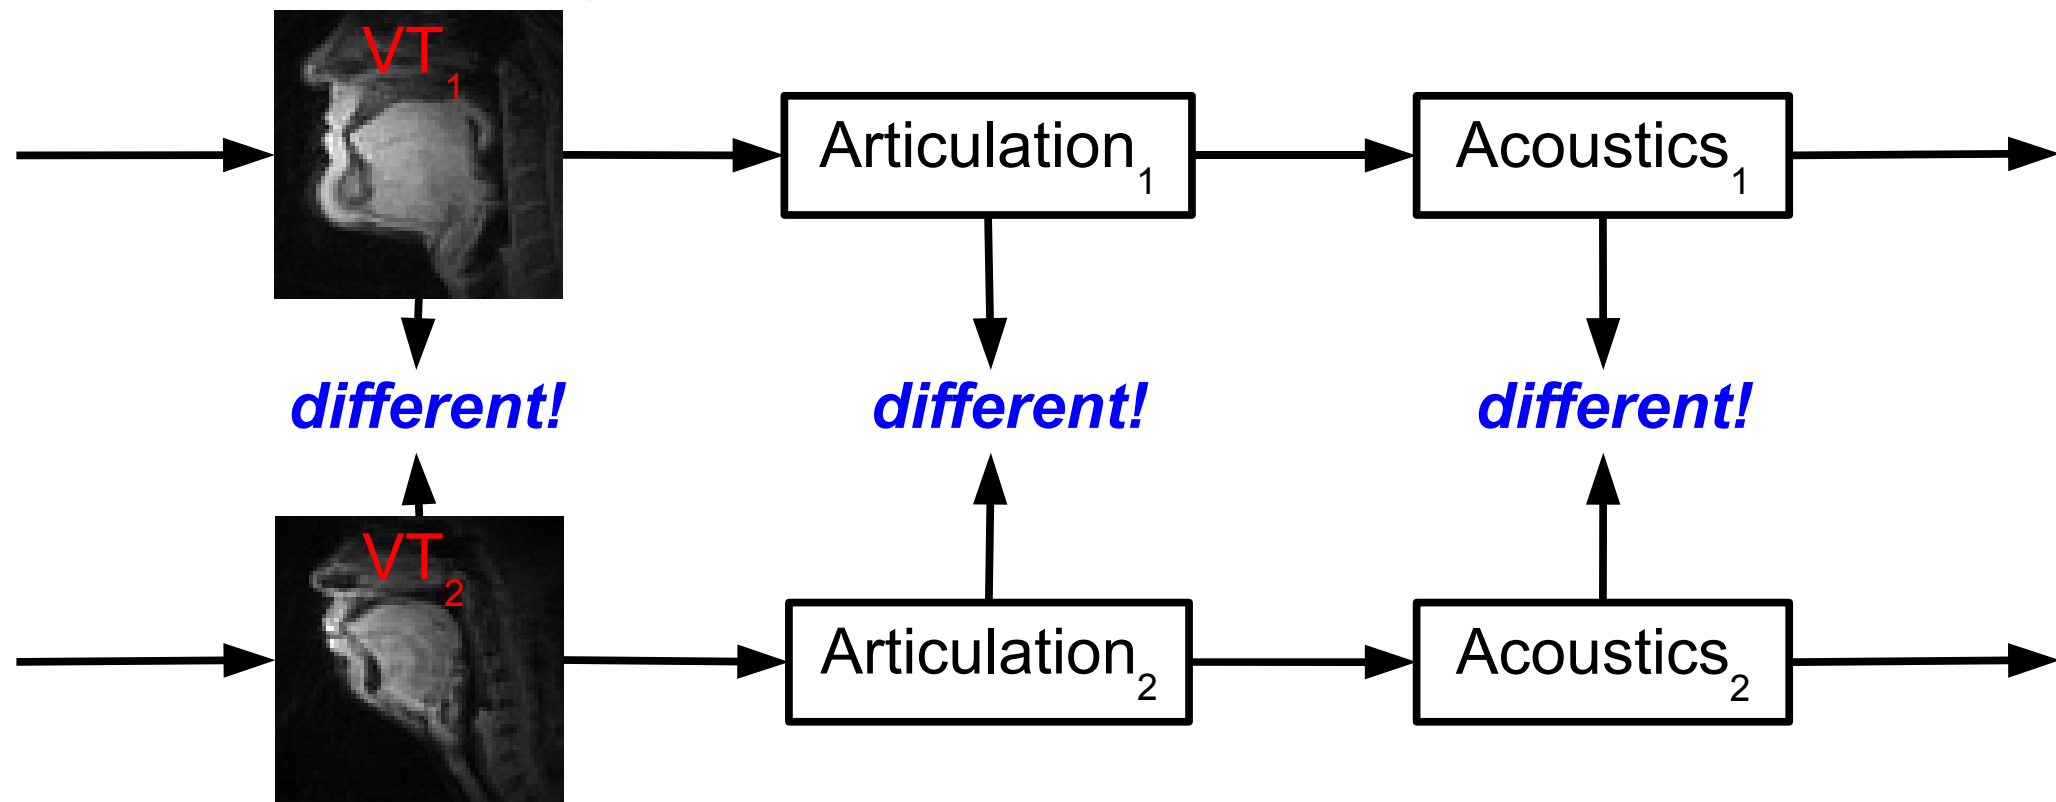 VT1
Articulation1
Acoustics1
different!
different!
different!
VT2
Articulation2
Acoustics2